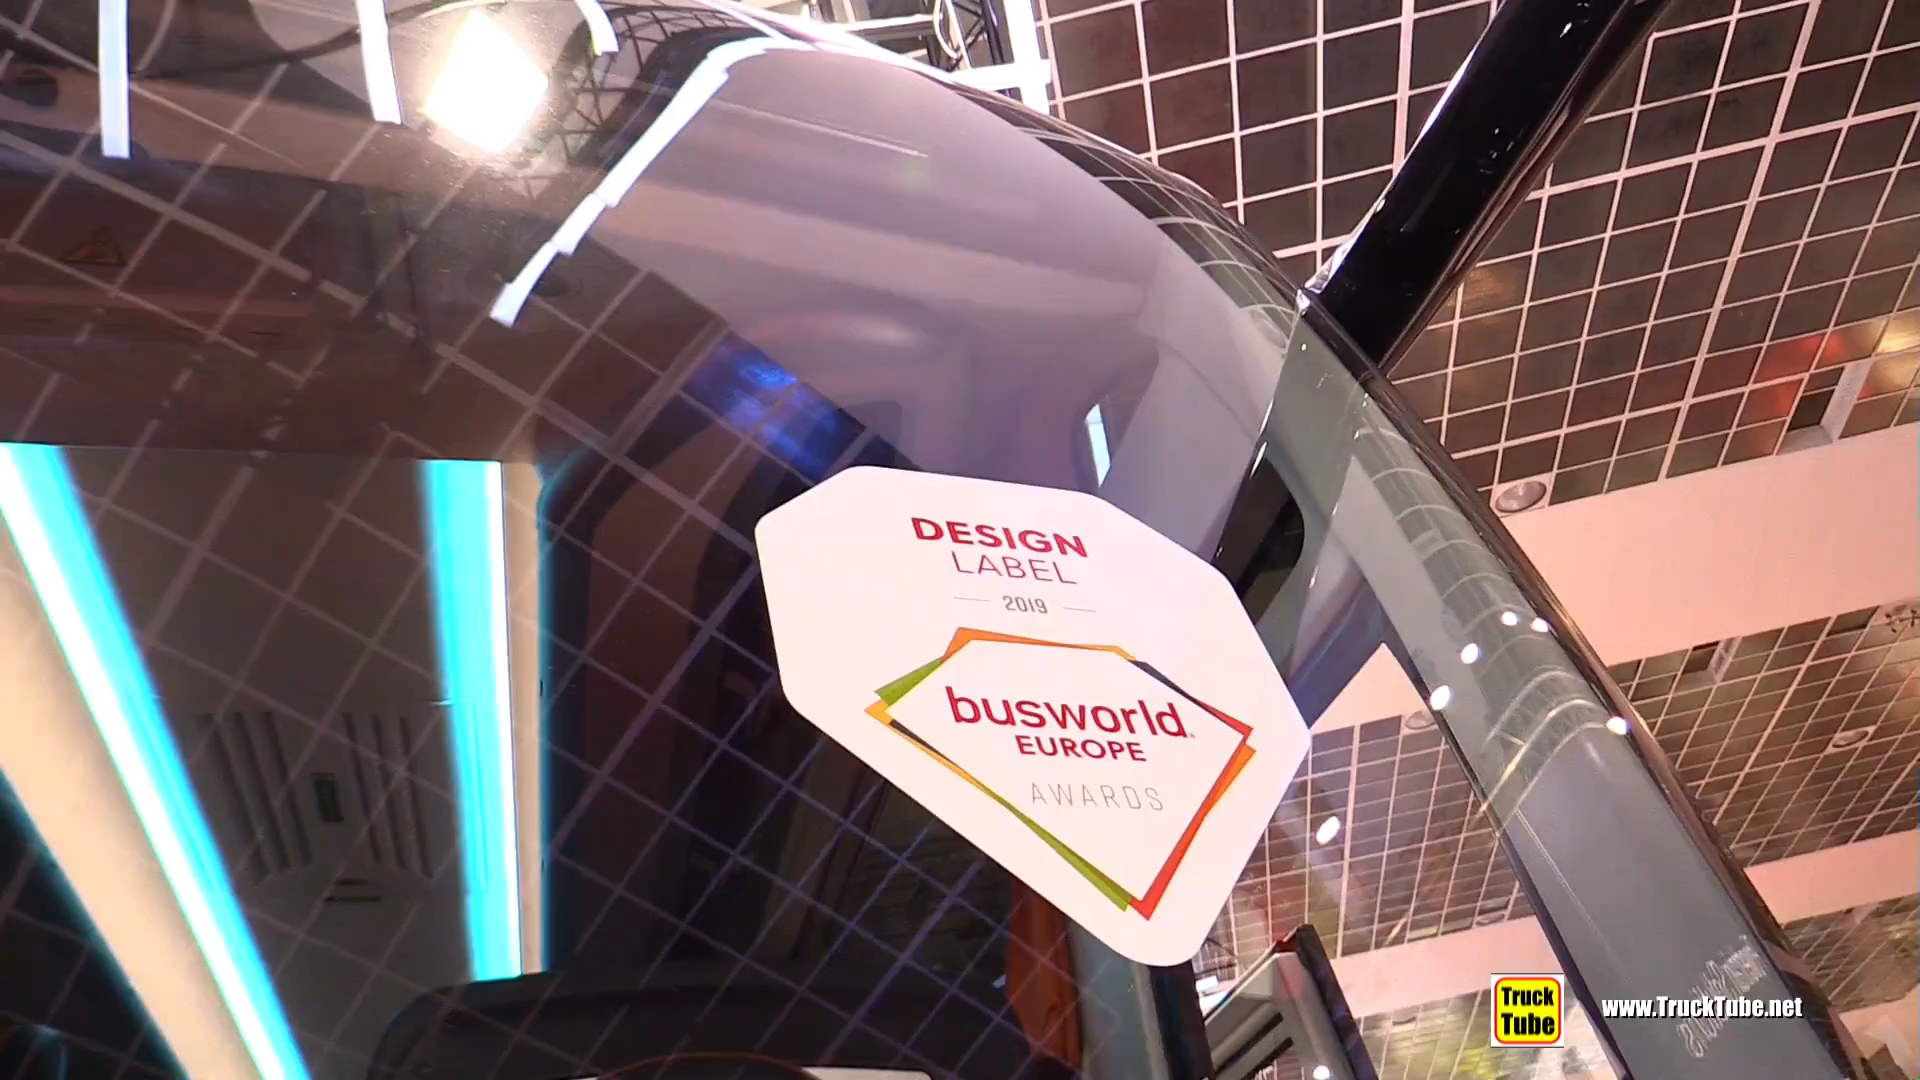 DESIGN
LABEL
2019
busworld
EUROPE
AWARDS
Truck
Tube
www.TruckTube.net